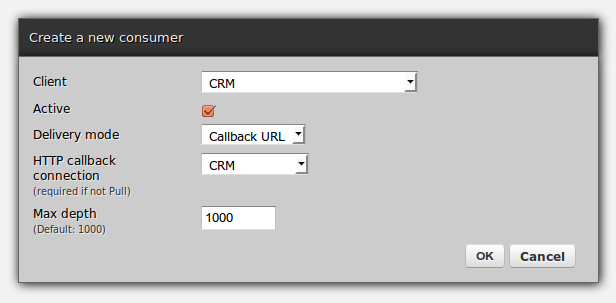 Create a new consumer
Client CRM
Active
Delivery mode Callback URL
HTTP callback connection CRM
(required if not Pull)
Max depth 1000
(Default: 1000)
OK Cancel